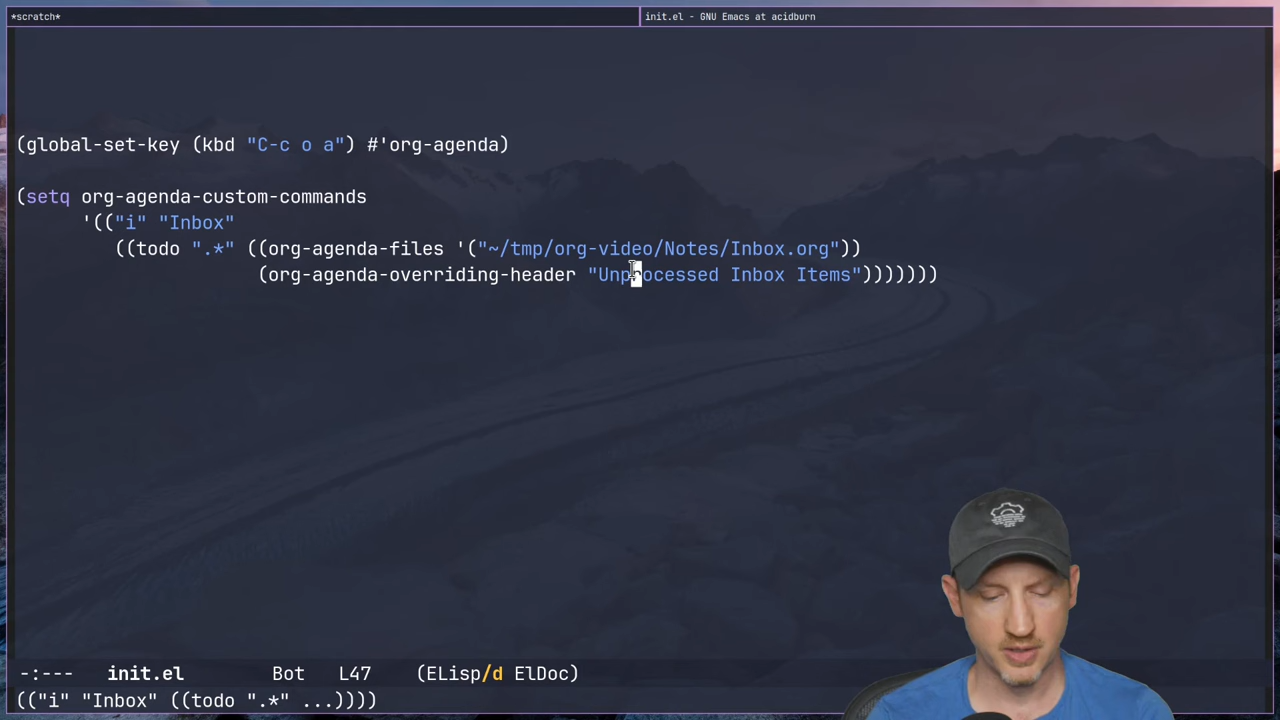 *scratch*
init.el - GNU Emacs at acidburn
(global-set-key (kbd "C-c o a") #'org-agenda)
(setq org-agenda-custom-commands
'(("i" "Inbox"
((todo ".*" ((org-agenda-files '("~/tmp/org-video/Notes/Inbox.org"))
(org-agenda-overriding-header "Unprocessed Inbox Items")))))))
-:--- init.el Bot L47 (ELisp/d ElDoc)
(("i" "Inbox" ((todo ".*" ...))))